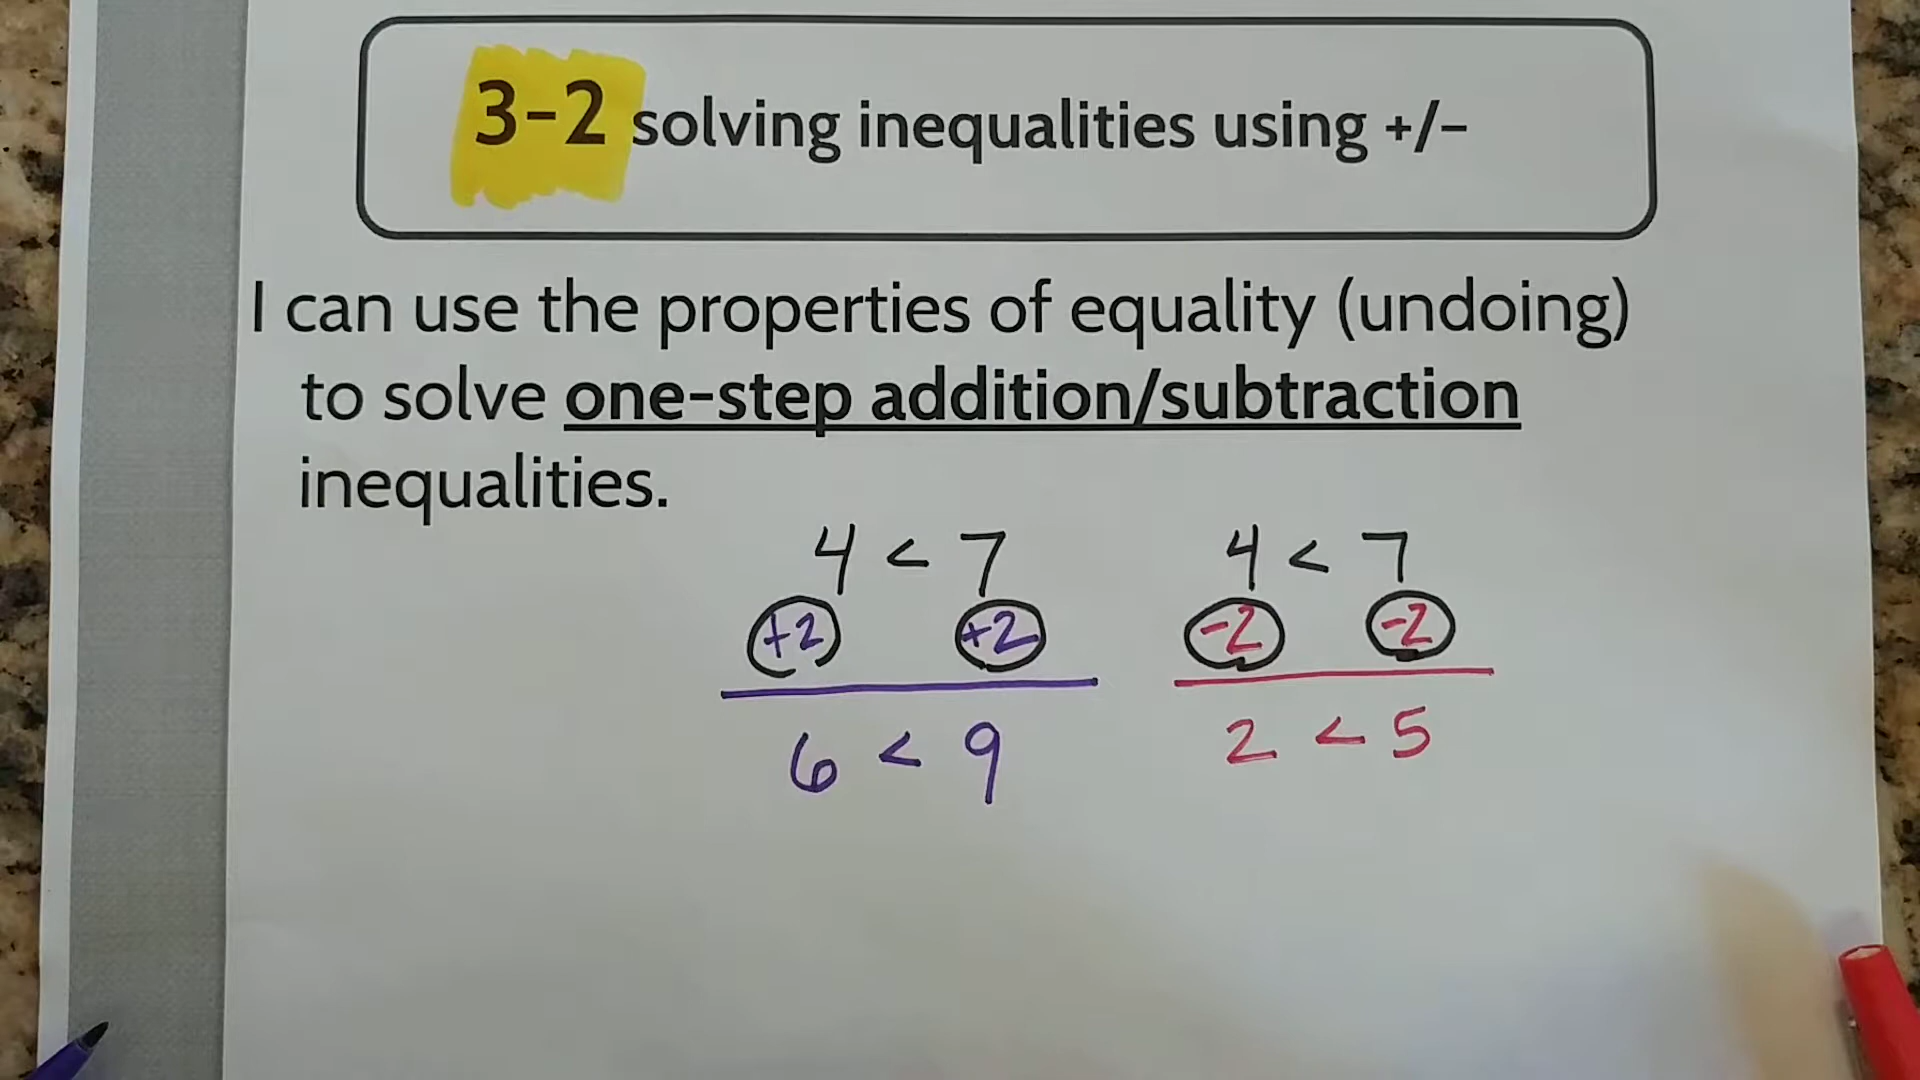 3-2 solving inequalities using +/-
I can use the properties of equality (undoing)
to solve one-step addition/subtraction
inequalities.
4 < 7
+2 +2
6 < 9
4 < 7
-2 -2
2 < 5